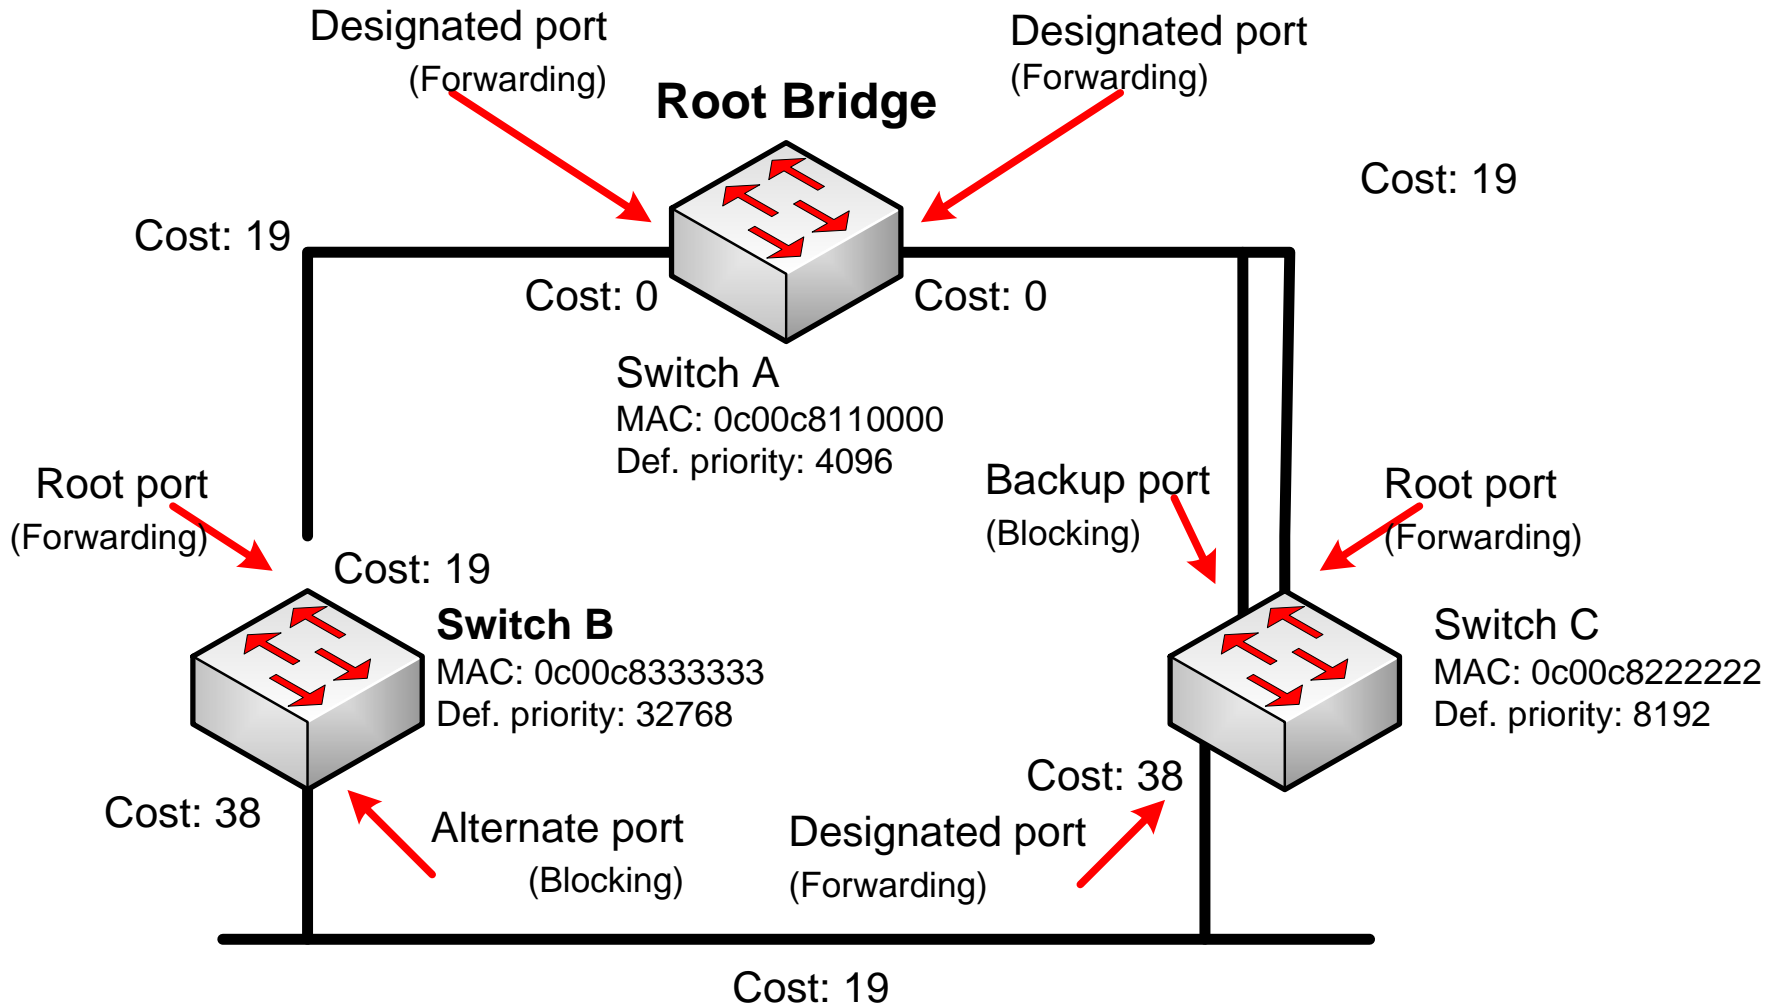 Designated port
(Forwarding)
Designated port
(Forwarding)
Root Bridge
Cost: 19
Cost: 19
Cost: 0
Cost: 0
Switch A
MAC: 0c00c8110000
Def. priority: 4096
Root port
(Forwarding)
Backup port
(Blocking)
Root port
(Forwarding)
Cost: 19
Switch B
MAC: 0c00c8333333
Def. priority: 32768
Switch C
MAC: 0c00c8222222
Def. priority: 8192
Cost: 38
Alternate port
(Blocking)
Cost: 38
Designated port
(Forwarding)
Cost: 19